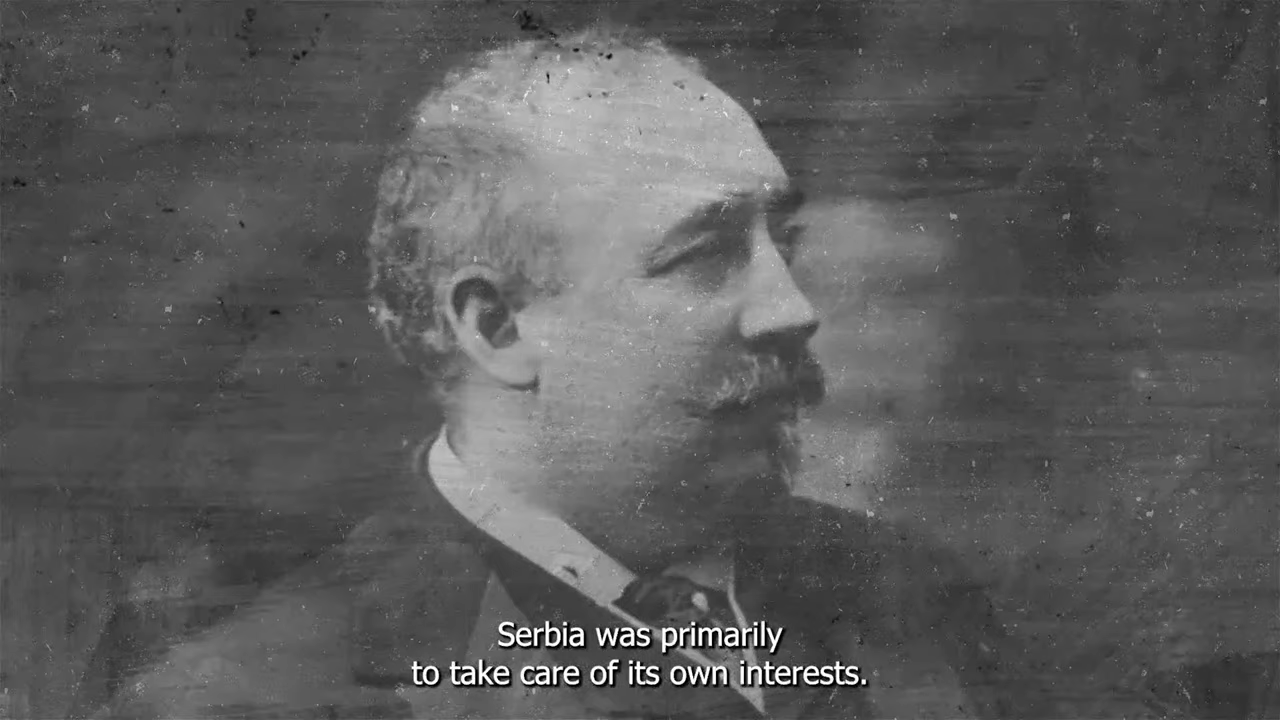 Serbia was primarily
to take care of its own interests.